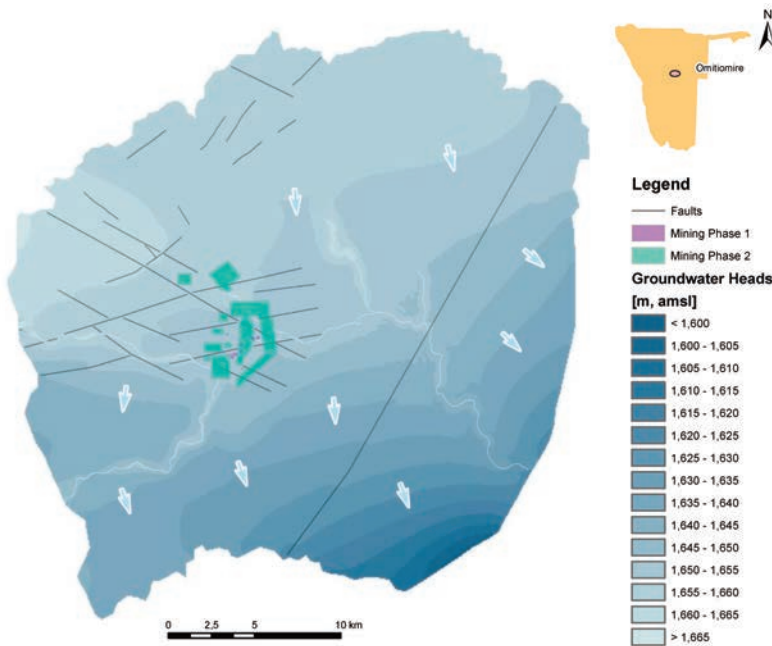 N
Omitiomire
Legend
Faults
Mining Phase 1
Mining Phase 2
Groundwater Heads
[m, amsl]
< 1,600
1,600 - 1,605
1,605 - 1,610
1,610 - 1,615
1,615 - 1,620
1,620 - 1,625
1,625 - 1,630
1,630 - 1,635
1,635 - 1,640
1,640 - 1,645
1,645 - 1,650
1,650 - 1,655
1,655 - 1,660
1,660 - 1,665
> 1,665
0 2,5 5 10 km